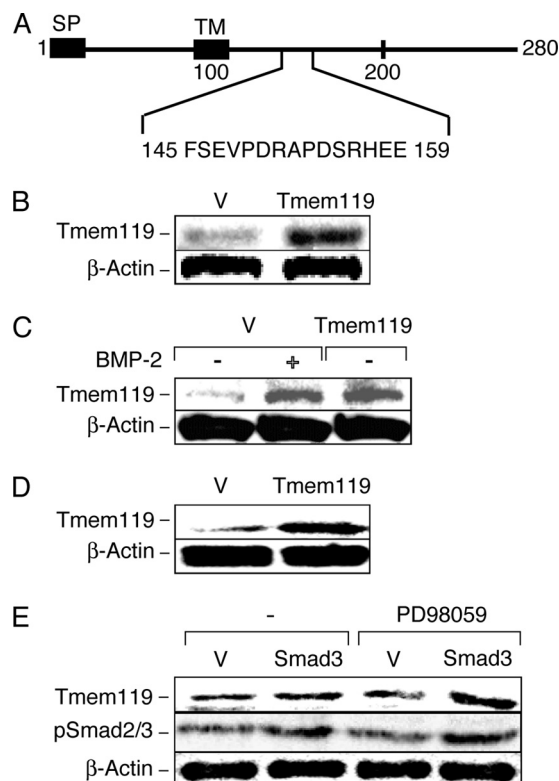 A
SP
TM
1
280
100
200
145 FSEVPDRAPDSRHEE 159
B
V Tmem119
Tmem119 –
β-Actin –
C
V Tmem119
BMP-2 - + -
Tmem119 –
β-Actin –
D
V Tmem119
Tmem119 –
β-Actin –
E
- PD98059
V Smad3 V Smad3
Tmem119 –
pSmad2/3 –
β-Actin –